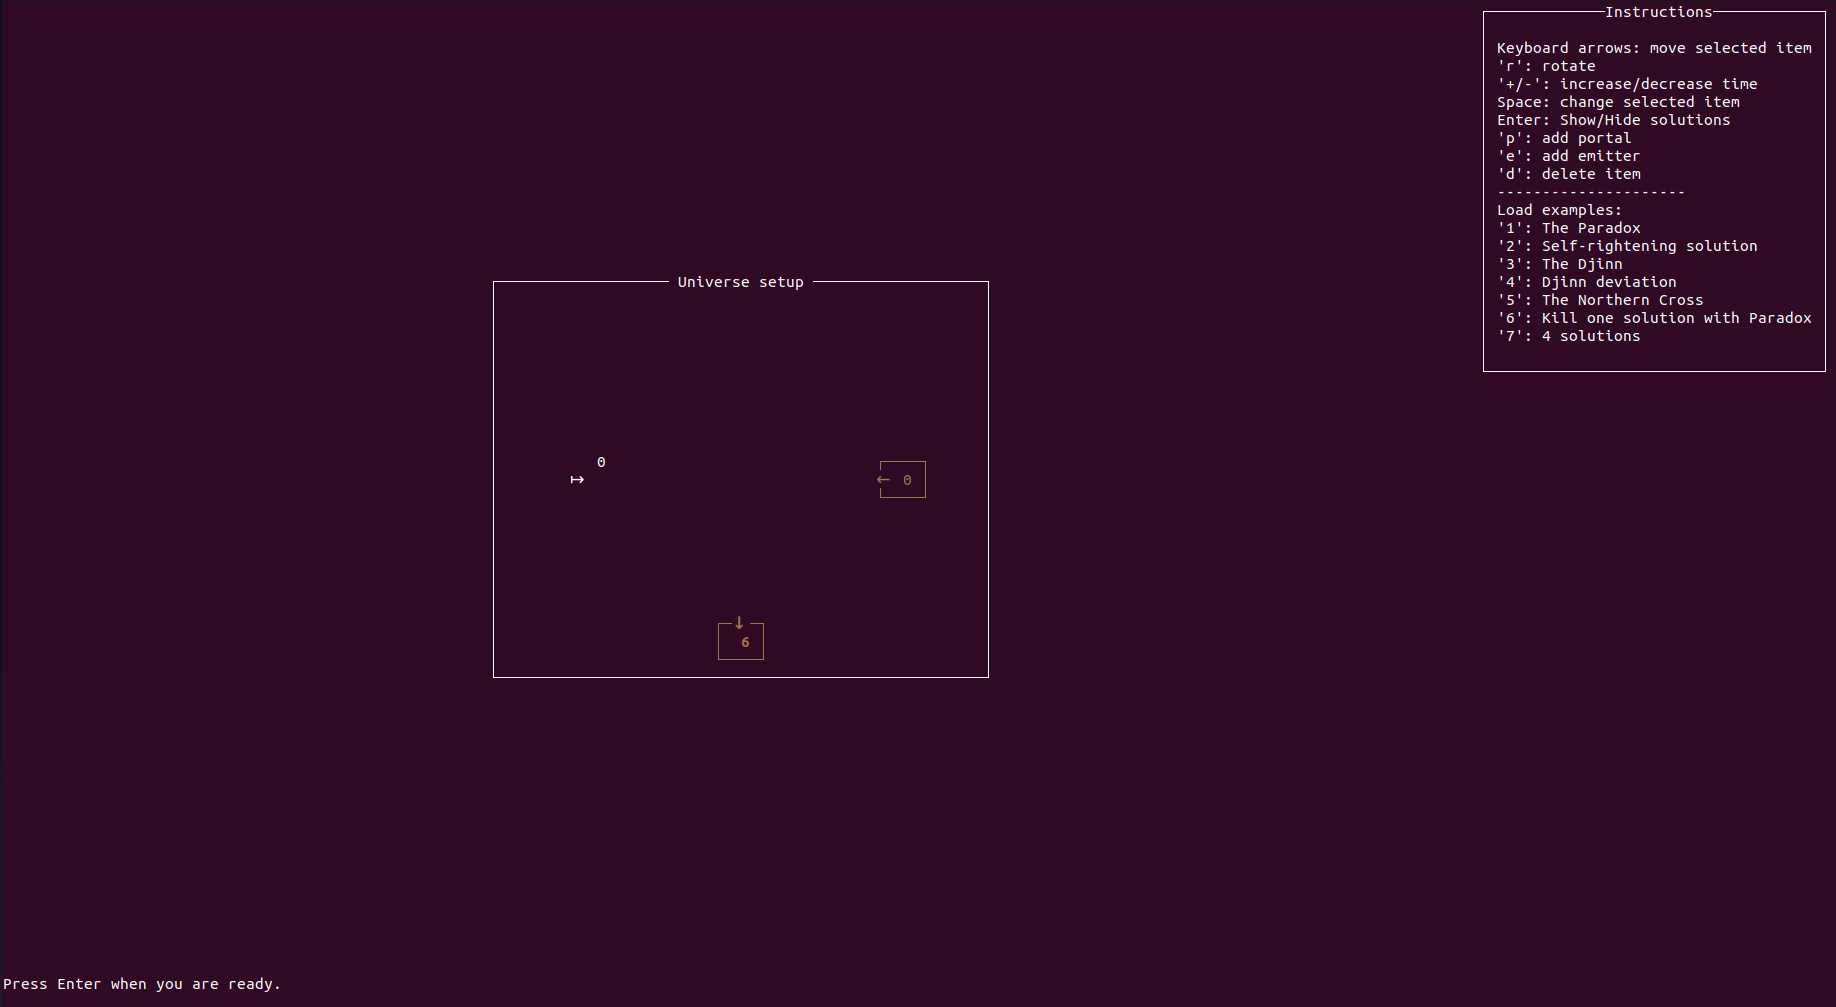 Instructions
Keyboard arrows: move selected item
'r': rotate
'+/-': increase/decrease time
Space: change selected item
Enter: Show/Hide solutions
'p': add portal
'e': add emitter
'd': delete item
---------------------
Load examples:
'1': The Paradox
'2': Self-rightening solution
'3': The Djinn
'4': Djinn deviation
'5': The Northern Cross
'6': Kill one solution with Paradox
'7': 4 solutions
Universe setup
0
↦
← 0
↓
6
Press Enter when you are ready.